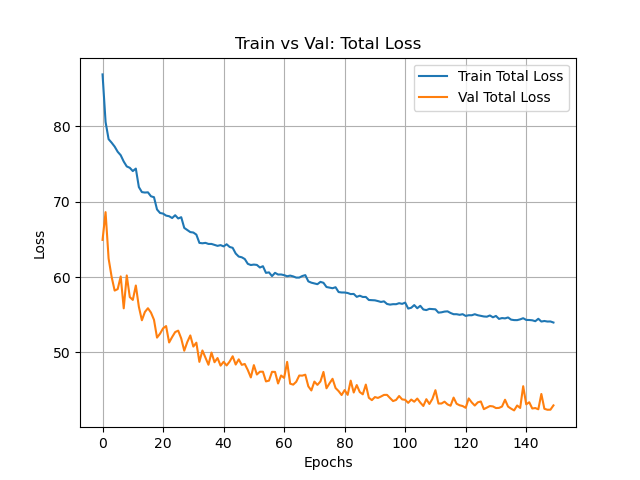 Train vs Val: Total Loss
Train Total Loss
Val Total Loss
80
70
60
50
Loss
0 20 40 60 80 100 120 140
Epochs